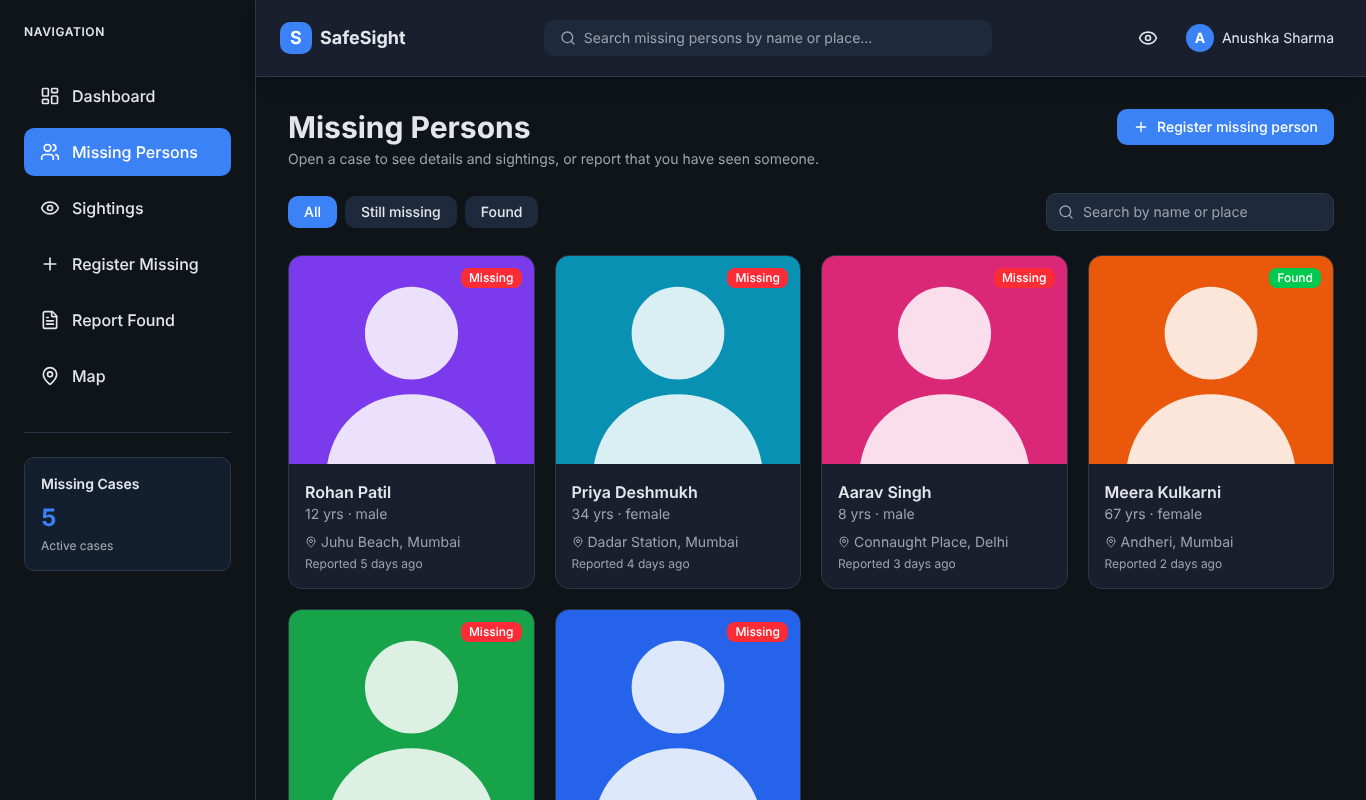 NAVIGATION
Dashboard
Missing Persons
Sightings
Register Missing
Report Found
Map
Missing Cases
5
Active cases
S SafeSight
Search missing persons by name or place...
A Anushka Sharma
Missing Persons
Open a case to see details and sightings, or report that you have seen someone.
+ Register missing person
All Still missing Found
Search by name or place
Missing
Rohan Patil
12 yrs · male
Juhu Beach, Mumbai
Reported 5 days ago
Missing
Priya Deshmukh
34 yrs · female
Dadar Station, Mumbai
Reported 4 days ago
Missing
Aarav Singh
8 yrs · male
Connaught Place, Delhi
Reported 3 days ago
Found
Meera Kulkarni
67 yrs · female
Andheri, Mumbai
Reported 2 days ago
Missing
Missing